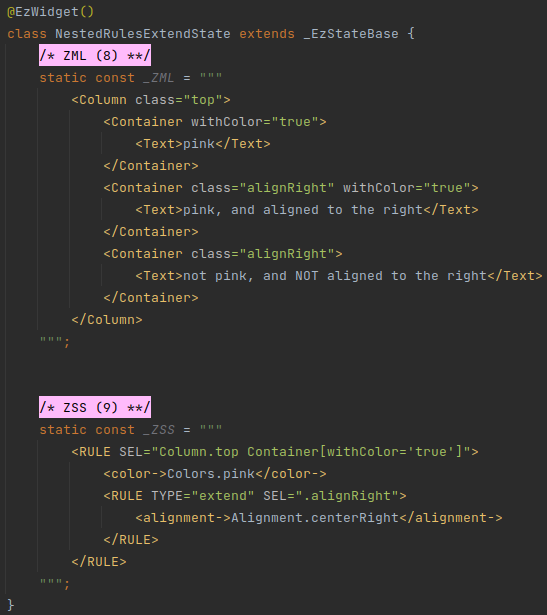 @EzWidget()
class NestedRulesExtendState extends _EzStateBase {
    /* ZML (8) **/
    static const _ZML = """
        <Column class="top">
            <Container withColor="true">
                <Text>pink</Text>
            </Container>
            <Container class="alignRight" withColor="true">
                <Text>pink, and aligned to the right</Text>
            </Container>
            <Container class="alignRight">
                <Text>not pink, and NOT aligned to the right</Text>
            </Container>
        </Column>
    """;
    /* ZSS (9) **/
    static const _ZSS = """
        <RULE SEL="Column.top Container[withColor='true']">
            <color->Colors.pink</color->
            <RULE TYPE="extend" SEL=".alignRight">
                <alignment->Alignment.centerRight</alignment->
            </RULE>
        </RULE>
    """;
}